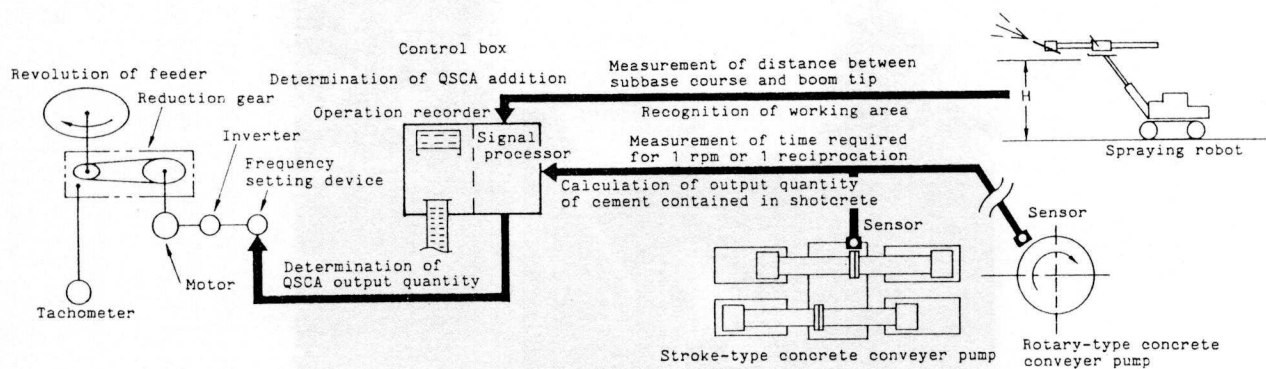 Control box
Revolution of feeder
Reduction gear
Determination of QSCA addition
Operation recorder
Inverter
Frequency
setting device
Signal
processor
Measurement of distance between
subbase course and boom tip
Recognition of working area
H
Spraying robot
Measurement of time required
for 1 rpm or 1 reciprocation
Calculation of output quantity
of cement contained in shotcrete
Sensor
Sensor
Determination of
QSCA output quantity
Motor
Tachometer
Stroke-type concrete conveyer pump
Rotary-type concrete
conveyer pump